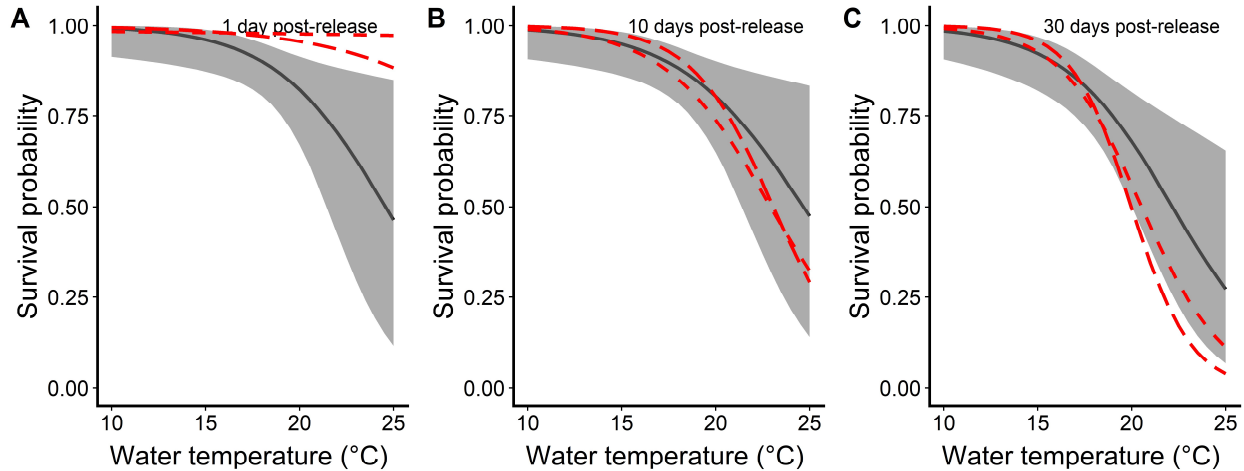 A
1 day post-release
1.00
0.75
0.50
0.25
0.00
Survival probability
10
15
20
25
Water temperature (°C)
B
10 days post-release
1.00
0.75
0.50
0.25
0.00
Survival probability
10
15
20
25
Water temperature (°C)
C
30 days post-release
1.00
0.75
0.50
0.25
0.00
Survival probability
10
15
20
25
Water temperature (°C)